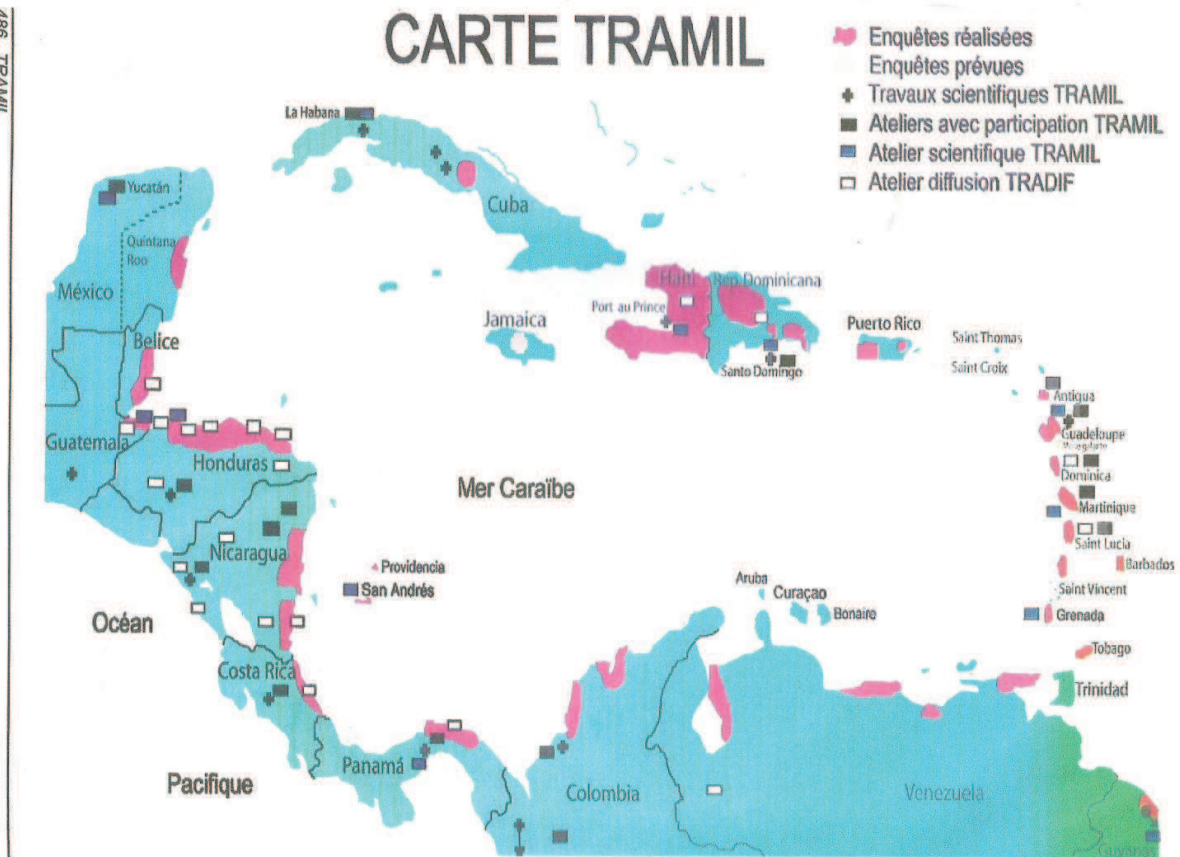 486 TRAMIL
CARTE TRAMIL
Enquêtes réalisées
Enquêtes prévues
Travaux scientifiques TRAMIL
Ateliers avec participation TRAMIL
Atelier scientifique TRAMIL
Atelier diffusion TRADIF
La Habana
Yucatán
Cuba
Quintana
Roo
México
Haití
Rep Dominicana
Port au Prince
Jamaica
Puerto Rico
Belice
Saint Thomas
Saint Croix
Santo Domingo
Antigua
Guadeloupe
Guatemala
Honduras
Dominica
Mer Caraïbe
Martinique
Saint Lucia
Nicaragua
Providencia
Barbados
San Andrés
Aruba
Curaçao
Bonaire
Saint Vincent
Grenada
Océan
Tobago
Costa Rica
Trinidad
Panamá
Pacifique
Colombia
Venezuela
Guyanas